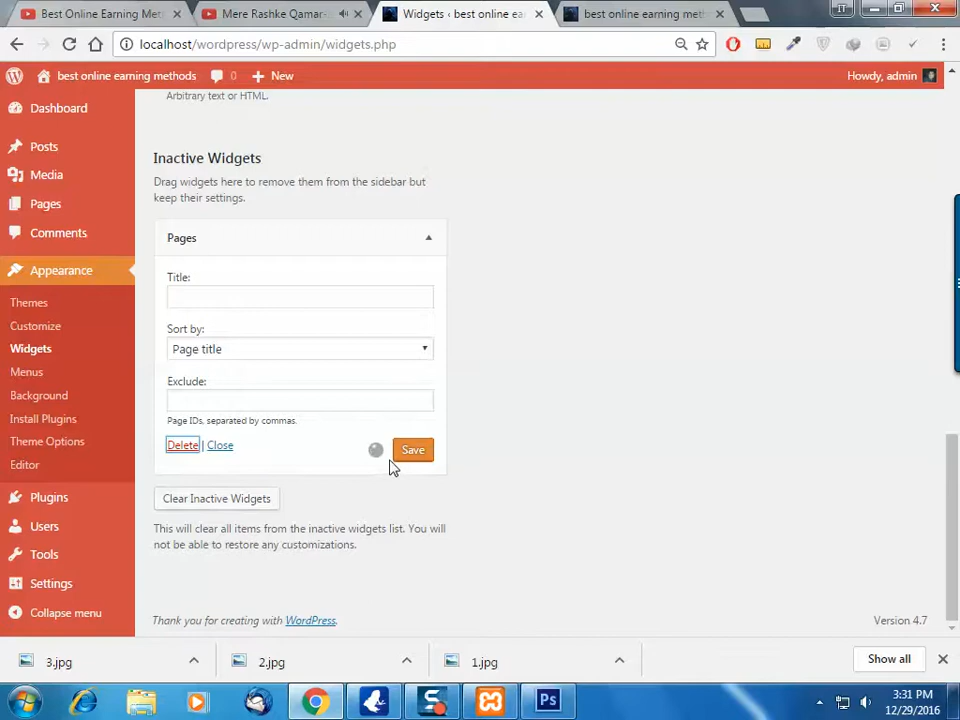 Best Online Earning Met
Mere Rashke Qamar-
Widgets ‹ best online ea
best online earning meth
localhost/wordpress/wp-admin/widgets.php
best online earning methods
0
New
Howdy, admin
Dashboard
Posts
Media
Pages
Comments
Appearance
Themes
Customize
Widgets
Menus
Background
Install Plugins
Theme Options
Editor
Plugins
Users
Tools
Settings
Collapse menu
Arbitrary text or HTML.
Inactive Widgets
Drag widgets here to remove them from the sidebar but
keep their settings.
Pages
Title:
Sort by:
Page title
Exclude:
Page IDs, separated by commas.
Delete | Close
Save
Clear Inactive Widgets
This will clear all items from the inactive widgets list. You will
not be able to restore any customizations.
Thank you for creating with WordPress.
Version 4.7
3.jpg
2.jpg
1.jpg
Show all
3:31 PM
12/29/2016